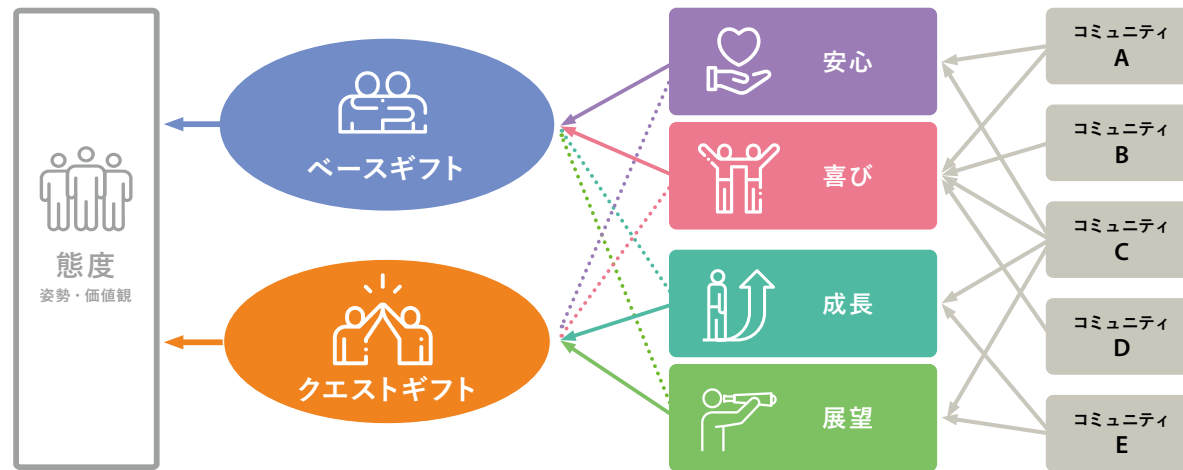 態度
姿勢・価値観
ベースギフト
クエストギフト
安心
喜び
成長
展望
コミュニティ
A
コミュニティ
B
コミュニティ
C
コミュニティ
D
コミュニティ
E